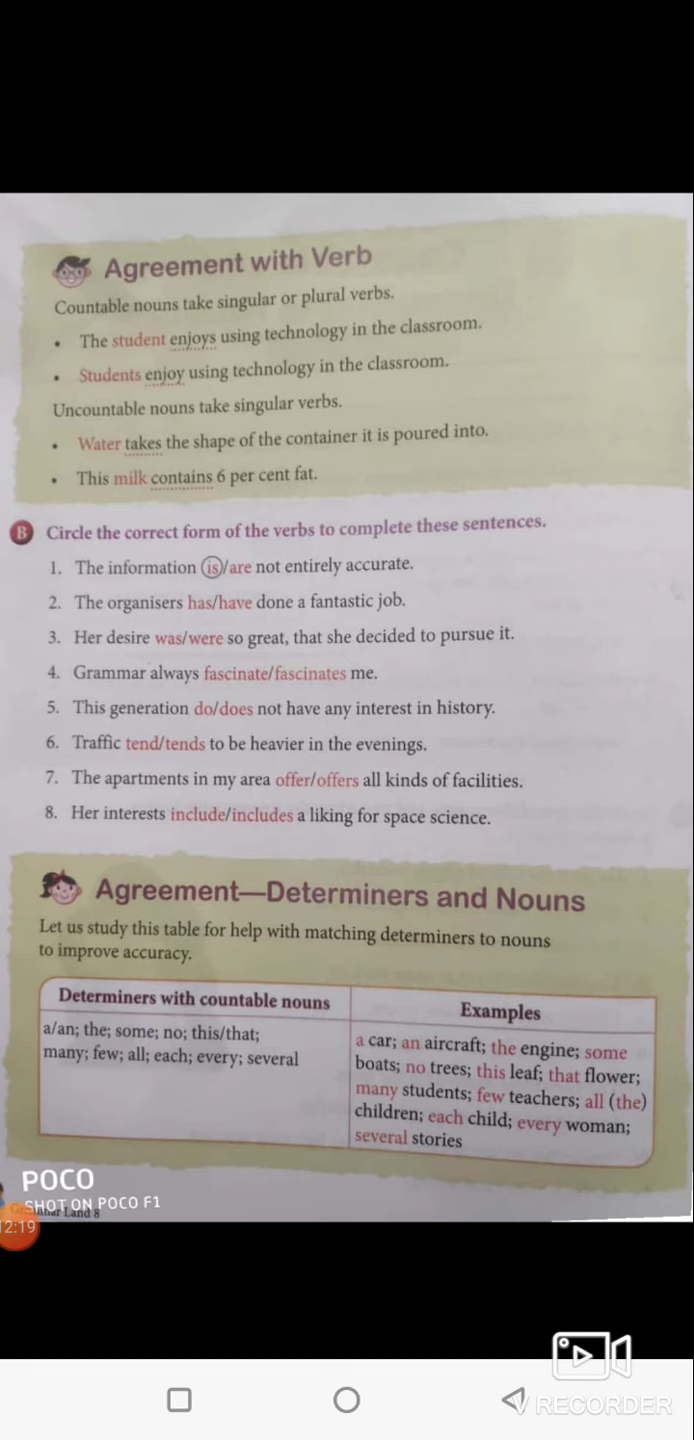 Agreement with Verb
Countable nouns take singular or plural verbs.
• The student enjoys using technology in the classroom.
• Students enjoy using technology in the classroom.
Uncountable nouns take singular verbs.
• Water takes the shape of the container it is poured into.
• This milk contains 6 per cent fat.
B Circle the correct form of the verbs to complete these sentences.
1. The information is/are not entirely accurate.
2. The organisers has/have done a fantastic job.
3. Her desire was/were so great, that she decided to pursue it.
4. Grammar always fascinate/fascinates me.
5. This generation do/does not have any interest in history.
6. Traffic tend/tends to be heavier in the evenings.
7. The apartments in my area offer/offers all kinds of facilities.
8. Her interests include/includes a liking for space science.
Agreement—Determiners and Nouns
Let us study this table for help with matching determiners to nouns
to improve accuracy.
Determiners with countable nouns
a/an; the; some; no; this/that;
many; few; all; each; every; several
Examples
a car; an aircraft; the engine; some
boats; no trees; this leaf; that flower;
many students; few teachers; all (the)
children; each child; every woman;
several stories
POCO
SHOT ON POCO F1
Land 8
12:19
V RECORDER